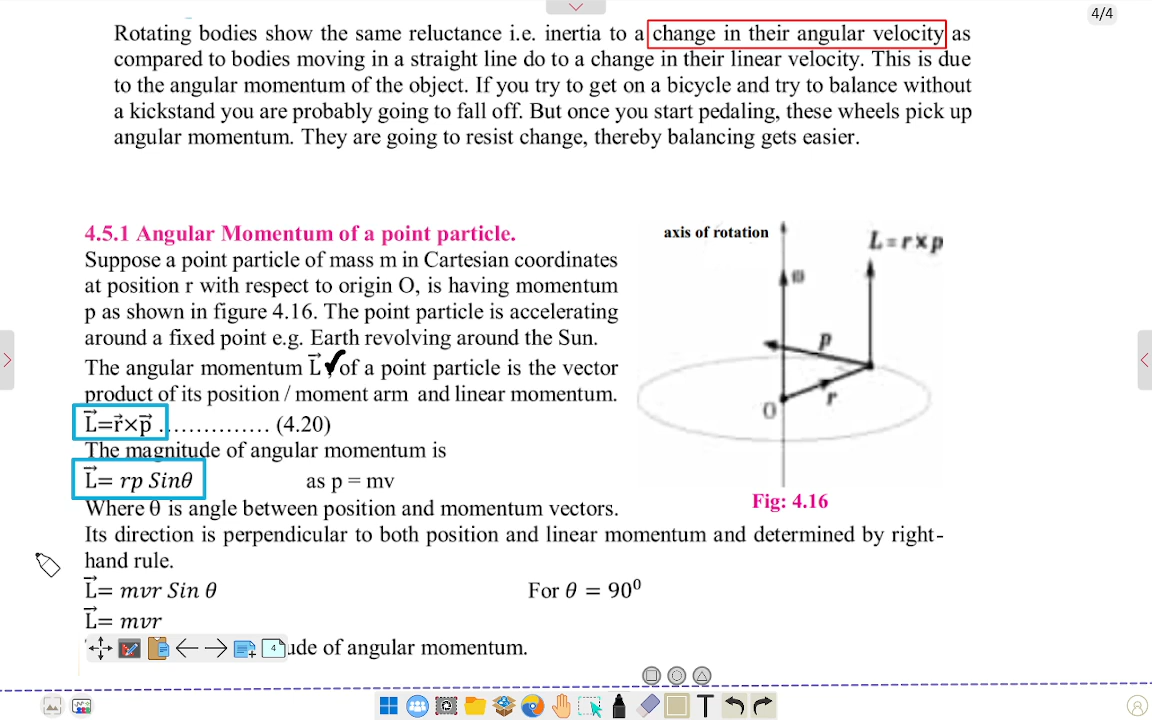 4/4
Rotating bodies show the same reluctance i.e. inertia to a change in their angular velocity as
compared to bodies moving in a straight line do to a change in their linear velocity. This is due
to the angular momentum of the object. If you try to get on a bicycle and try to balance without
a kickstand you are probably going to fall off. But once you start pedaling, these wheels pick up
angular momentum. They are going to resist change, thereby balancing gets easier.
4.5.1 Angular Momentum of a point particle.
Suppose a point particle of mass m in Cartesian coordinates
at position r with respect to origin O, is having momentum
p as shown in figure 4.16. The point particle is accelerating
around a fixed point e.g. Earth revolving around the Sun.
The angular momentum L⃗ of a point particle is the vector
product of its position / moment arm and linear momentum.
L⃗=r⃗×p⃗ .............. (4.20)
The magnitude of angular momentum is
L⃗= rp Sinθ as p = mv
Where θ is angle between position and momentum vectors.
axis of rotation
L=r×p
ω
p
r
O
Fig: 4.16
Its direction is perpendicular to both position and linear momentum and determined by right-
hand rule.
L⃗= mvr Sin θ For θ = 90⁰
L⃗= mvr
ude of angular momentum.
4
T